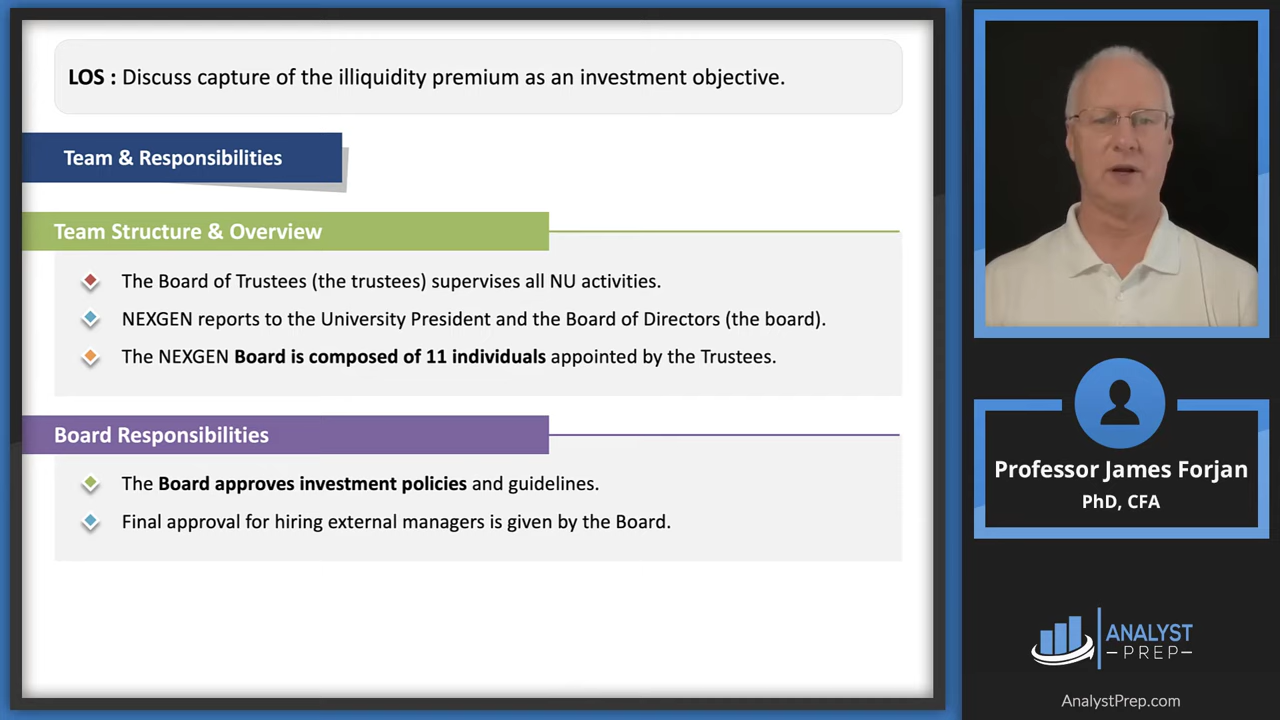 LOS : Discuss capture of the illiquidity premium as an investment objective.
Team & Responsibilities
Team Structure & Overview
The Board of Trustees (the trustees) supervises all NU activities.
NEXGEN reports to the University President and the Board of Directors (the board).
The NEXGEN Board is composed of 11 individuals appointed by the Trustees.
Board Responsibilities
The Board approves investment policies and guidelines.
Final approval for hiring external managers is given by the Board.
Professor James Forjan
PhD, CFA
ANALYST
PREP
AnalystPrep.com